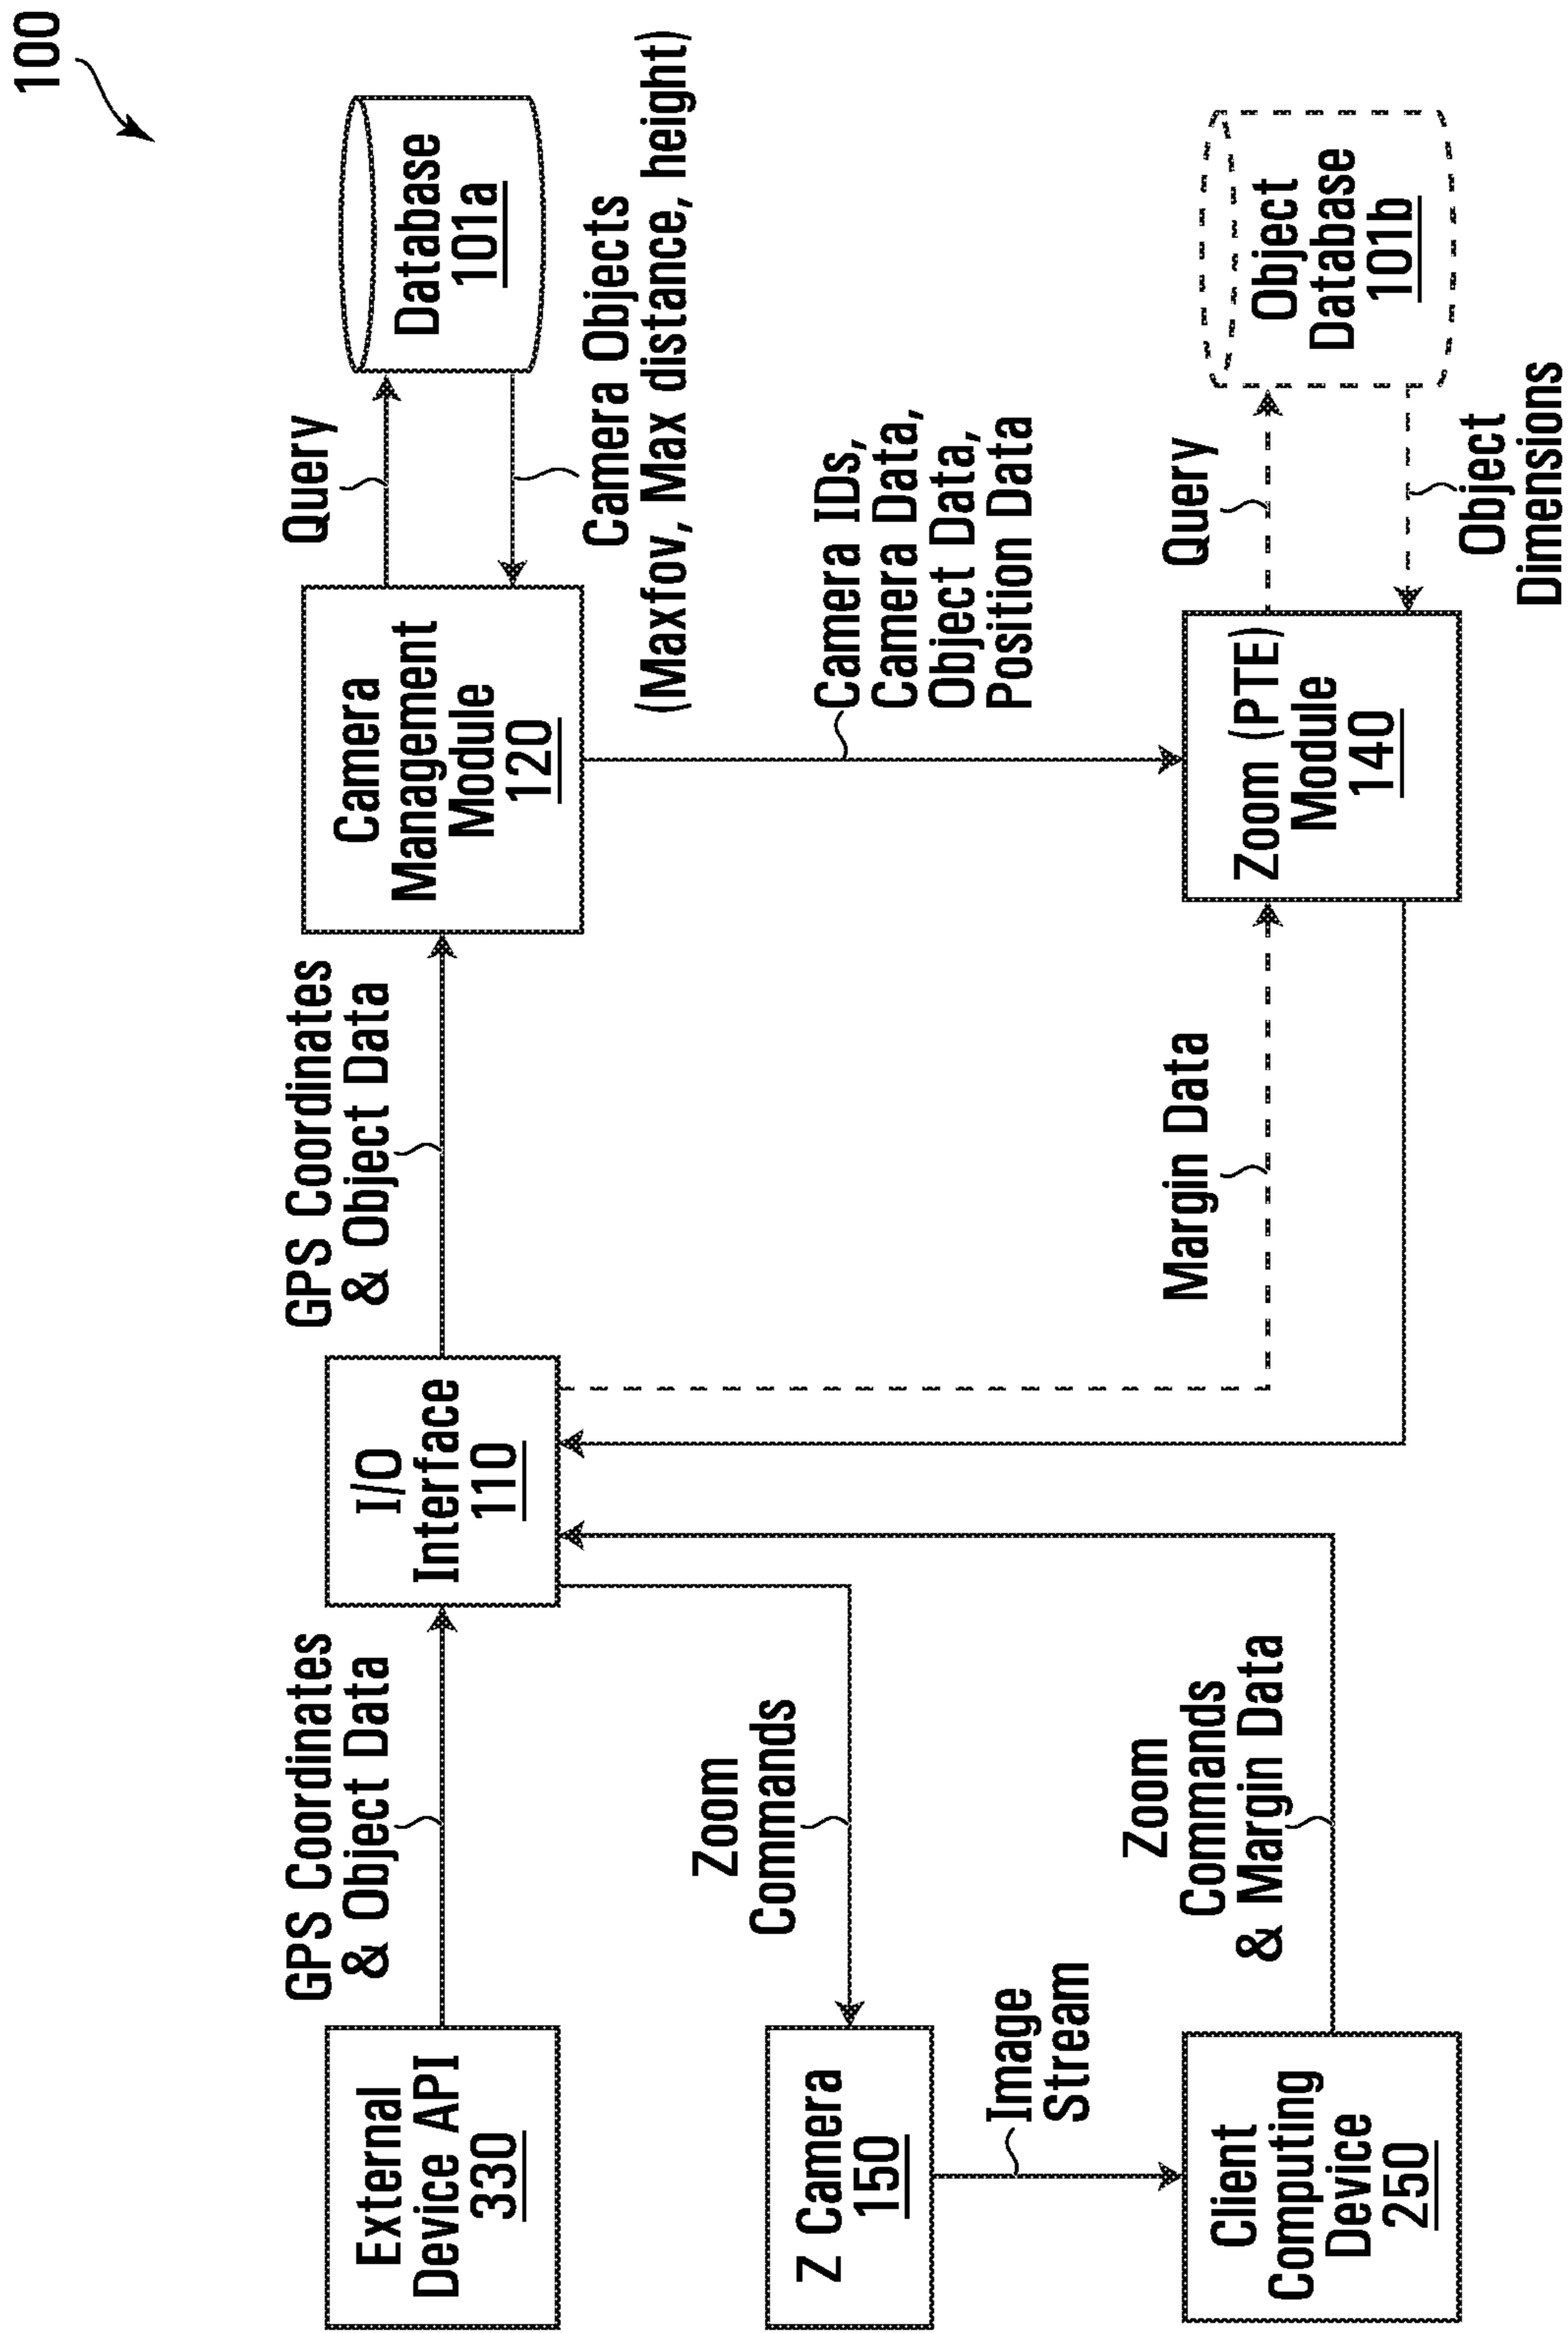 100
External
Device API
330
GPS Coordinates
& Object Data
I/O
Interface
110
GPS Coordinates
& Object Data
Camera
Management
Module
120
Query
Database
101a
Camera Objects
(Maxfov, Max distance, height)
Z Camera
150
Zoom
Commands
Image
Stream
Camera IDs,
Camera Data,
Object Data,
Position Data
Client
Computing
Device
250
Zoom
Commands
& Margin Data
Margin Data
Zoom (PTE)
Module
140
Query
Object
Database
101b
Object
Dimensions